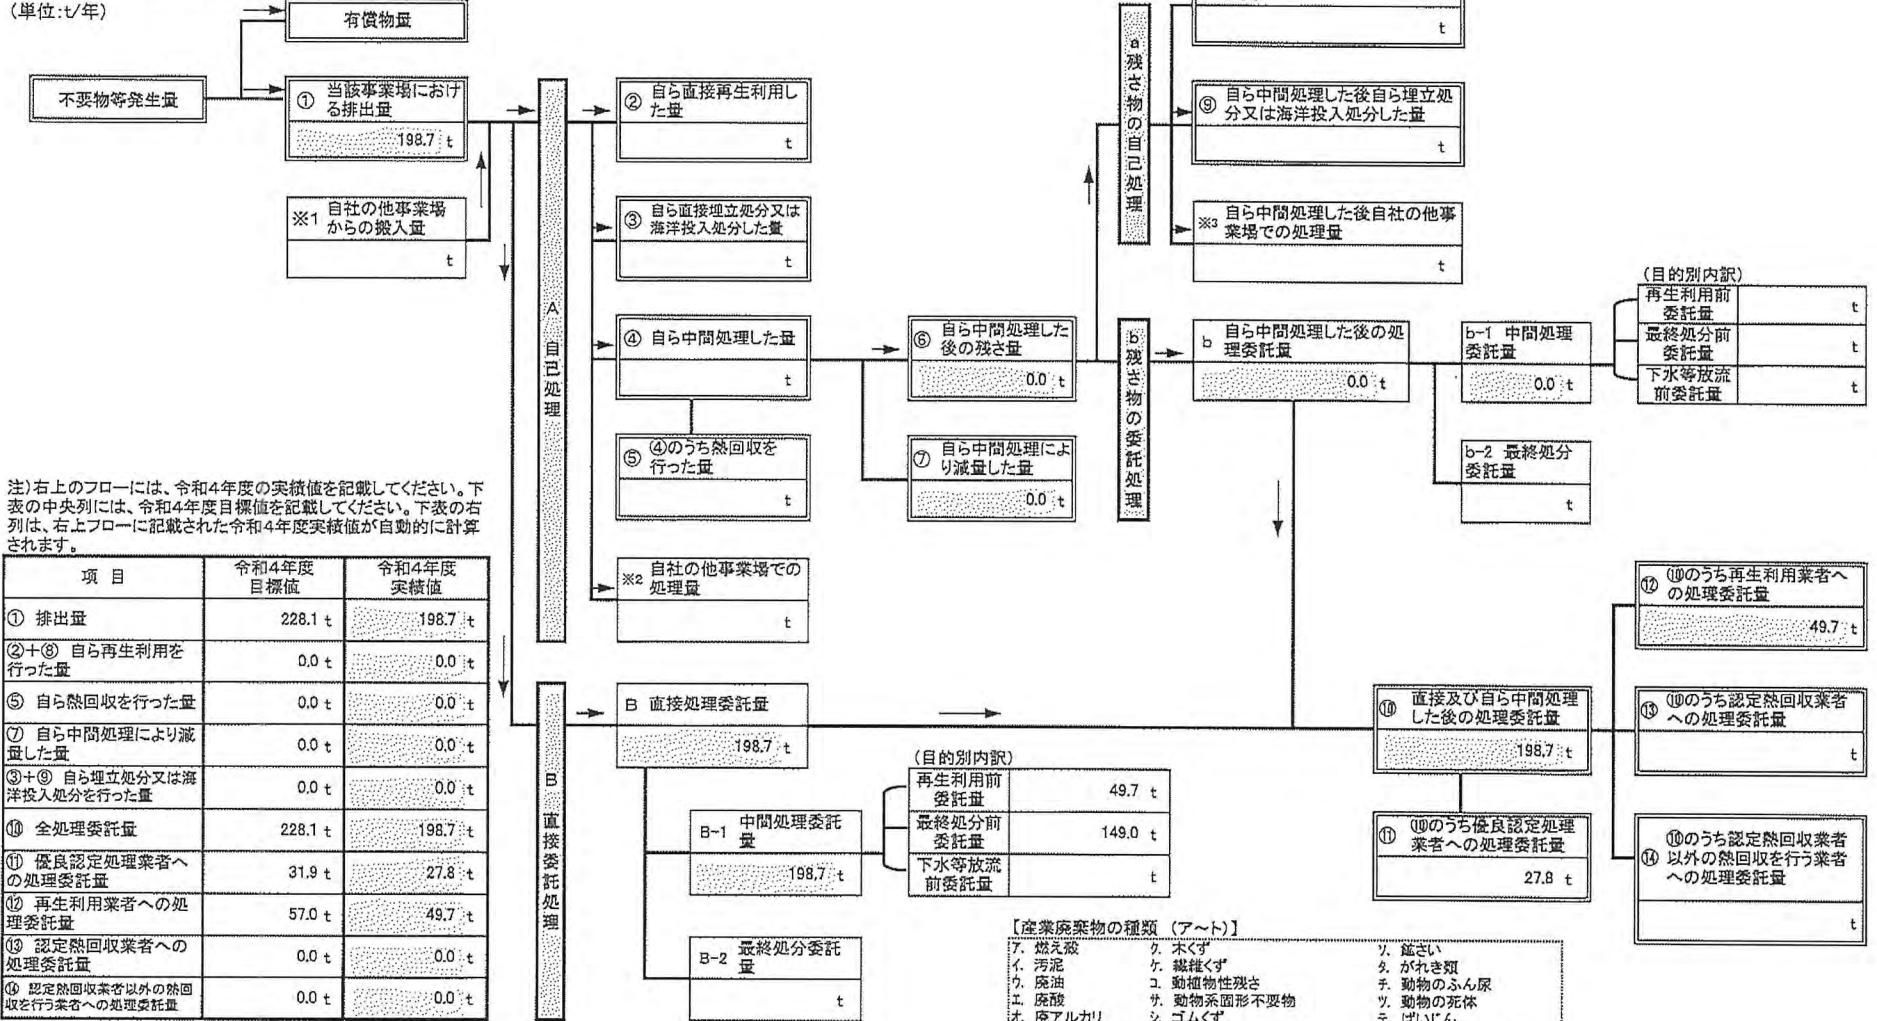 (単位:t/年)
有償物量
不要物等発生量
① 当該事業場におけ
る排出量
198.7 t
※1 自社の他事業場
からの搬入量
t
A 自己処理
② 自ら直接再生利用し
た量
t
③ 自ら直接埋立処分又は
海洋投入処分した量
t
④ 自ら中間処理した量
t
⑤ ④のうち熱回収を
行った量
t
※2 自社の他事業場での
処理量
t
⑥ 自ら中間処理した
後の残さ量
0.0 t
⑦ 自ら中間処理によ
り減量した量
0.0 t
a 残さ物の自己処理
t
⑨ 自ら中間処理した後自ら埋立処
分又は海洋投入処分した量
t
※3 自ら中間処理した後自社の他事
業場での処理量
t
b 残さ物の委託処理
b 自ら中間処理した後の処
理委託量
0.0 t
b-1 中間処理
委託量
0.0 t
(目的別内訳)
再生利用前
委託量 t
最終処分前
委託量 t
下水等放流
前委託量 t
b-2 最終処分
委託量
t
注)右上のフローには、令和4年度の実績値を記載してください。下
表の中央列には、令和4年度目標値を記載してください。下表の右
列は、右上フローに記載された令和4年度実績値が自動的に計算
されます。
項目 令和4年度 目標値 令和4年度 実績値
① 排出量 228.1 t 198.7 t
②+⑧ 自ら再生利用を
行った量 0.0 t 0.0 t
⑤ 自ら熱回収を行った量 0.0 t 0.0 t
⑦ 自ら中間処理により減
量した量 0.0 t 0.0 t
③+⑨ 自ら埋立処分又は海
洋投入処分を行った量 0.0 t 0.0 t
⑩ 全処理委託量 228.1 t 198.7 t
⑪ 優良認定処理業者へ
の処理委託量 31.9 t 27.8 t
⑫ 再生利用業者への処
理委託量 57.0 t 49.7 t
⑬ 認定熱回収業者への
処理委託量 0.0 t 0.0 t
⑭ 認定熱回収業者以外の熱回
収を行う業者への処理委託量 0.0 t 0.0 t
B 直接委託処理
B 直接処理委託量
198.7 t
B-1 中間処理委託
量
198.7 t
(目的別内訳)
再生利用前
委託量 49.7 t
最終処分前
委託量 149.0 t
下水等放流
前委託量 t
B-2 最終処分委託
量
t
⑩ 直接及び自ら中間処理
した後の処理委託量
198.7 t
⑪ ⑩のうち優良認定処理
業者への処理委託量
27.8 t
⑫ ⑩のうち再生利用業者へ
の処理委託量
49.7 t
⑬ ⑩のうち認定熱回収業者
への処理委託量
t
⑭ ⑩のうち認定熱回収業者
以外の熱回収を行う業者
への処理委託量
t
【産業廃棄物の種類 (ア~ト)】
ア. 燃え殻 ク. 木くず ソ. 鉱さい
イ. 汚泥 ケ. 繊維くず タ. がれき類
ウ. 廃油 コ. 動植物性残さ チ. 動物のふん尿
エ. 廃酸 サ. 動物系固形不要物 ツ. 動物の死体
オ. 廃アルカリ シ. ゴムくず テ. ばいじん